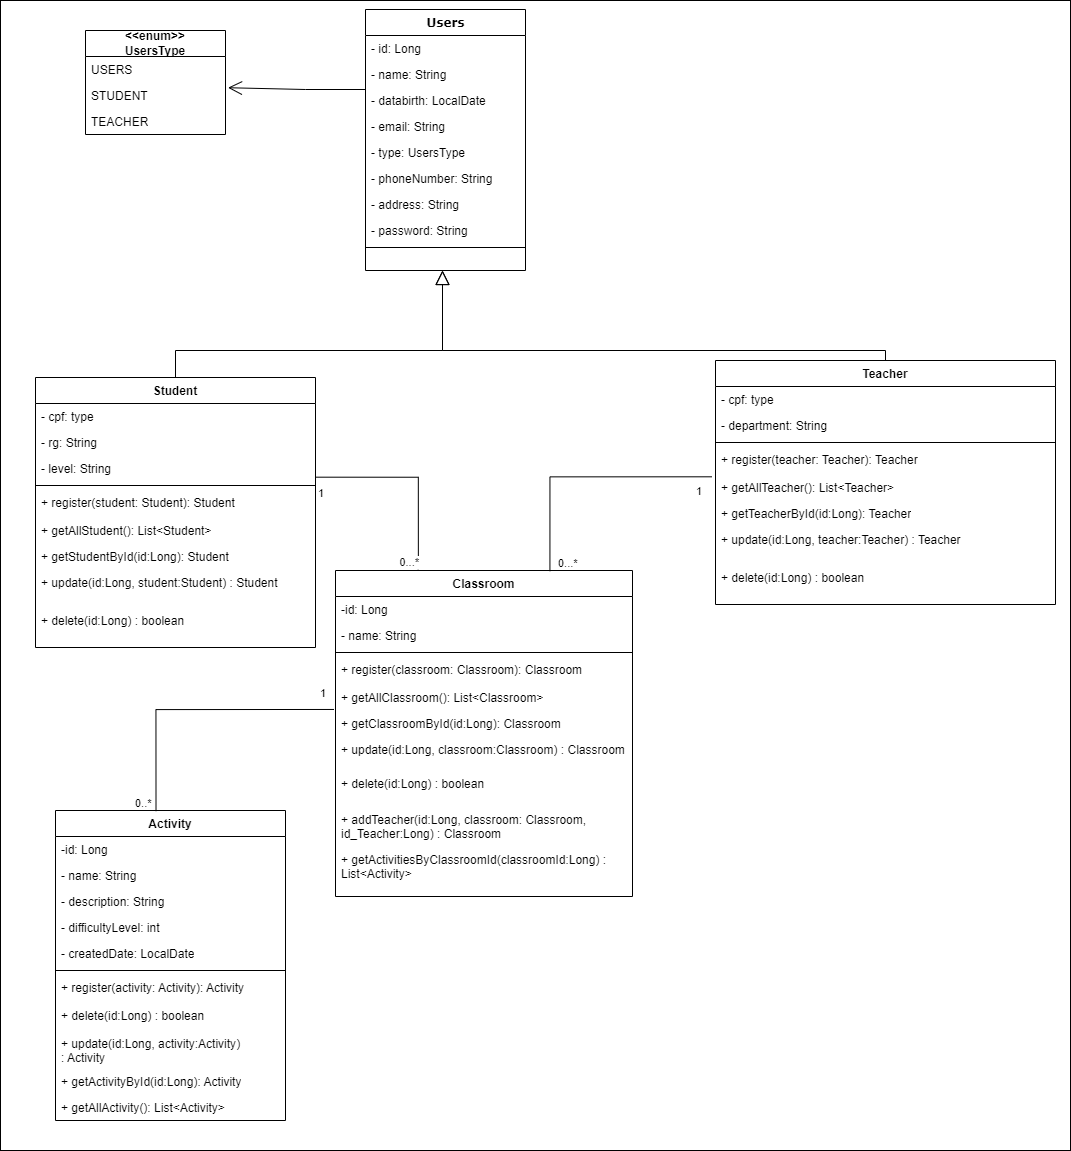 <<enum>>
UsersType
USERS
STUDENT
TEACHER
Users
- id: Long
- name: String
- databirth: LocalDate
- email: String
- type: UsersType
- phoneNumber: String
- address: String
- password: String
Student
- cpf: type
- rg: String
- level: String
+ register(student: Student): Student
+ getAllStudent(): List<Student>
+ getStudentById(id:Long): Student
+ update(id:Long, student:Student) : Student
+ delete(id:Long) : boolean
1
0...*
Teacher
- cpf: type
- department: String
+ register(teacher: Teacher): Teacher
+ getAllTeacher(): List<Teacher>
+ getTeacherById(id:Long): Teacher
+ update(id:Long, teacher:Teacher) : Teacher
+ delete(id:Long) : boolean
1
0...*
Classroom
-id: Long
- name: String
+ register(classroom: Classroom): Classroom
+ getAllClassroom(): List<Classroom>
+ getClassroomById(id:Long): Classroom
+ update(id:Long, classroom:Classroom) : Classroom
+ delete(id:Long) : boolean
+ addTeacher(id:Long, classroom: Classroom,
id_Teacher:Long) : Classroom
+ getActivitiesByClassroomId(classroomId:Long) :
List<Activity>
1
0..*
Activity
-id: Long
- name: String
- description: String
- difficultyLevel: int
- createdDate: LocalDate
+ register(activity: Activity): Activity
+ delete(id:Long) : boolean
+ update(id:Long, activity:Activity)
: Activity
+ getActivityById(id:Long): Activity
+ getAllActivity(): List<Activity>